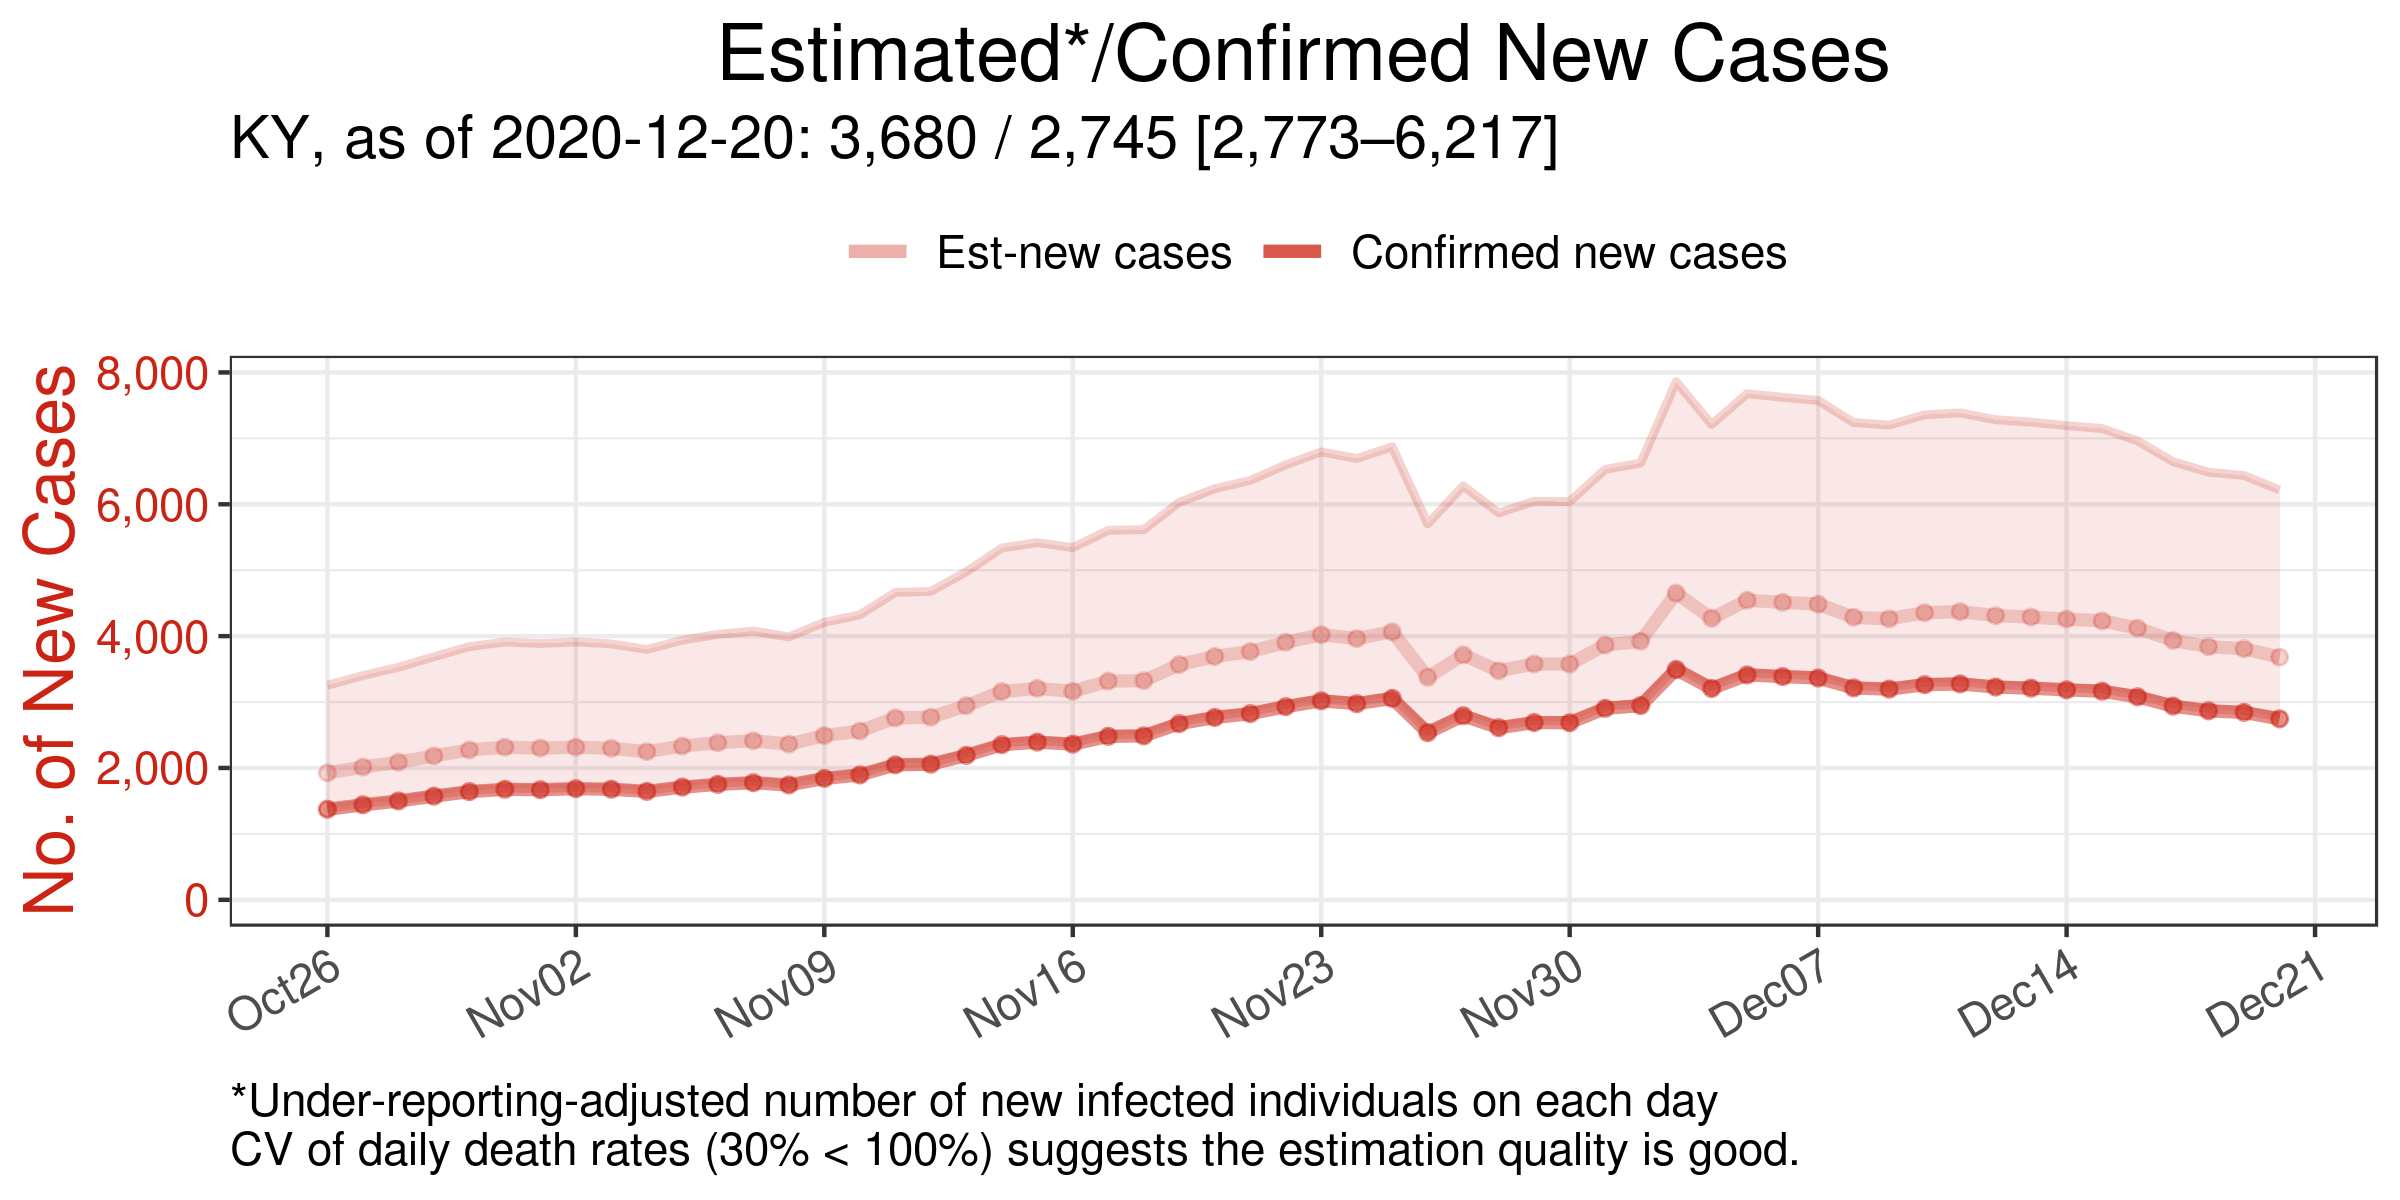 Estimated*/Confirmed New Cases
KY, as of 2020-12-20: 3,680 / 2,745 [2,773–6,217]
Est-new cases
Confirmed new cases
No. of New Cases
8,000
6,000
4,000
2,000
0
Oct26
Nov02
Nov09
Nov16
Nov23
Nov30
Dec07
Dec14
Dec21
*Under-reporting-adjusted number of new infected individuals on each day
CV of daily death rates (30% < 100%) suggests the estimation quality is good.